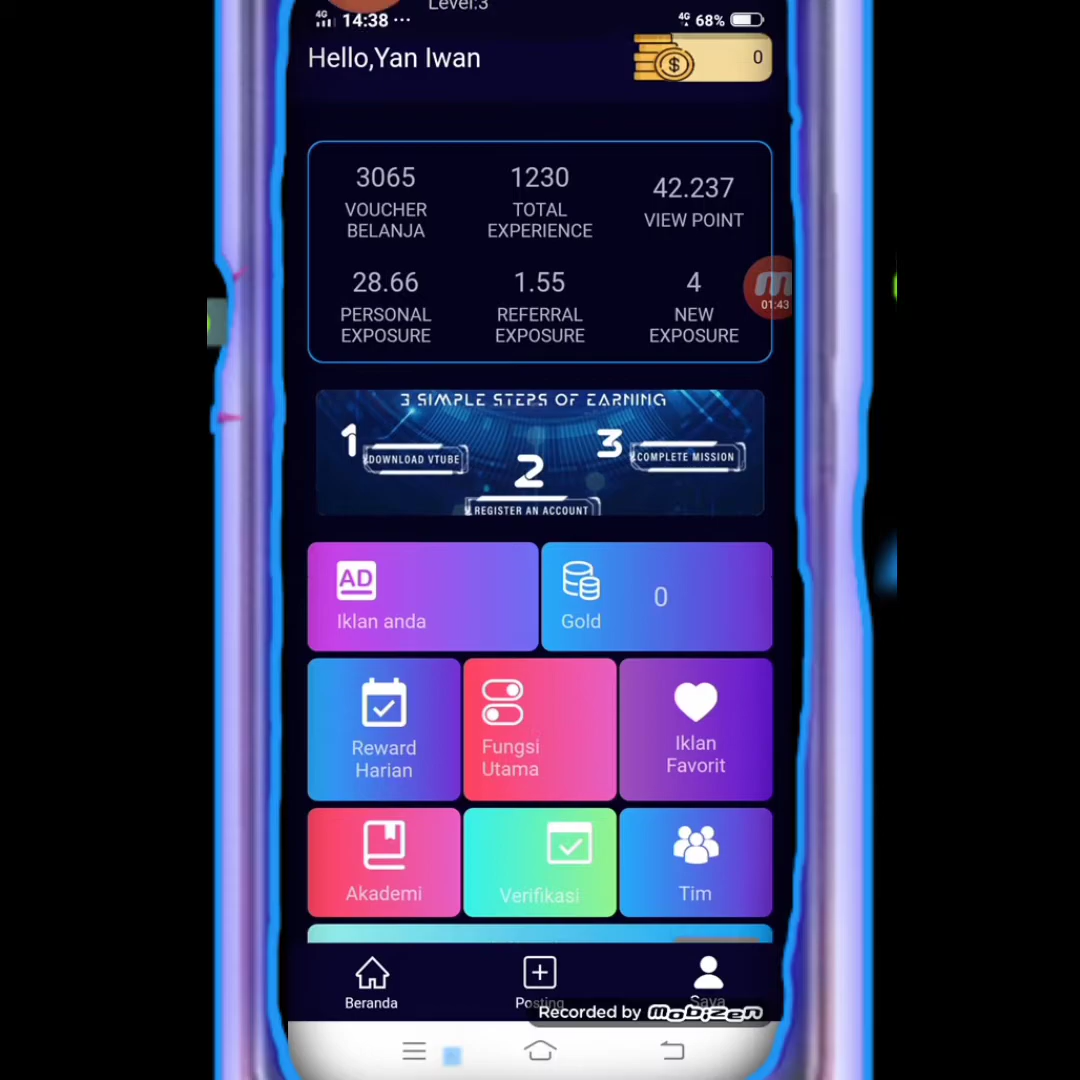 Level:3
4G 14:38 ... 4G 68%
Hello,Yan Iwan
0
3065 1230 42.237
VOUCHER BELANJA
TOTAL EXPERIENCE
VIEW POINT
28.66 1.55 4
PERSONAL EXPOSURE
REFERRAL EXPOSURE
NEW EXPOSURE
01:43
3 SIMPLE STEPS OF EARNING
1 DOWNLOAD VTUBE
2 REGISTER AN ACCOUNT
3 COMPLETE MISSION
AD
Iklan anda
Gold 0
Reward
Harian
Fungsi
Utama
Iklan
Favorit
Akademi
Verifikasi
Tim
Beranda
Posting
Saya
Recorded by mobizen